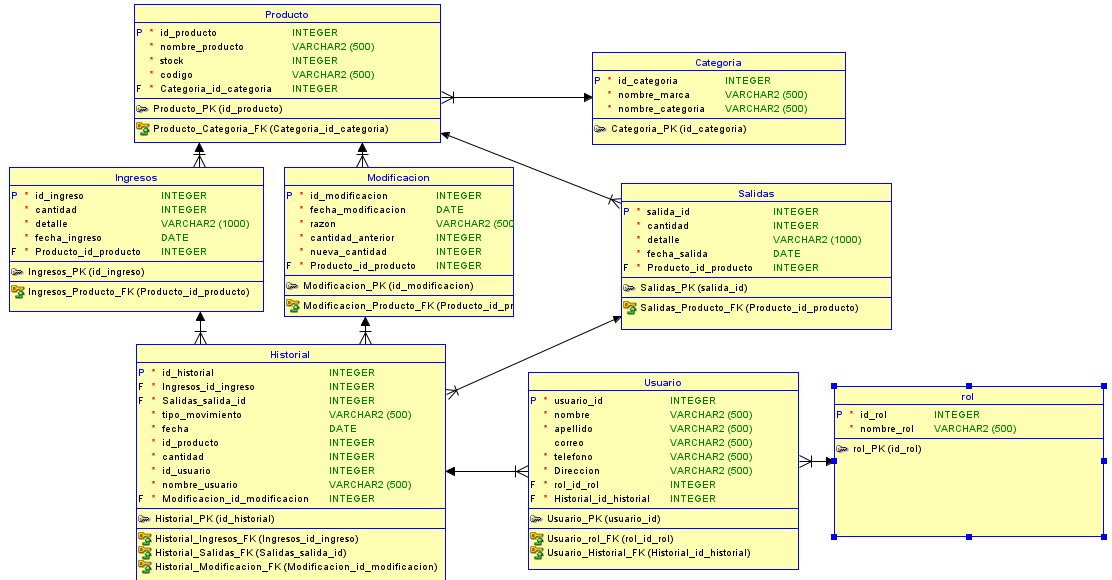 Producto
P * id_producto INTEGER
* nombre_producto VARCHAR2 (500)
* stock INTEGER
* codigo VARCHAR2 (500)
F * Categoria_id_categoria INTEGER
Producto_PK (id_producto)
Producto_Categoria_FK (Categoria_id_categoria)
Categoria
P * id_categoria INTEGER
* nombre_marca VARCHAR2 (500)
* nombre_categoria VARCHAR2 (500)
Categoria_PK (id_categoria)
Ingresos
P * id_ingreso INTEGER
* cantidad INTEGER
* detalle VARCHAR2 (1000)
* fecha_ingreso DATE
F * Producto_id_producto INTEGER
Ingresos_PK (id_ingreso)
Ingresos_Producto_FK (Producto_id_producto)
Modificacion
P * id_modificacion INTEGER
* fecha_modificacion DATE
* razon VARCHAR2 (500
* cantidad_anterior INTEGER
* nueva_cantidad INTEGER
F * Producto_id_producto INTEGER
Modificacion_PK (id_modificacion)
Modificacion_Producto_FK (Producto_id_pr
Salidas
P * salida_id INTEGER
* cantidad INTEGER
* detalle VARCHAR2 (1000)
* fecha_salida DATE
F * Producto_id_producto INTEGER
Salidas_PK (salida_id)
Salidas_Producto_FK (Producto_id_producto)
Historial
P * id_historial INTEGER
F * Ingresos_id_ingreso INTEGER
F * Salidas_salida_id INTEGER
* tipo_movimiento VARCHAR2 (500)
* fecha DATE
* id_producto INTEGER
* cantidad INTEGER
* id_usuario INTEGER
* nombre_usuario VARCHAR2 (500)
F * Modificacion_id_modificacion INTEGER
Historial_PK (id_historial)
Historial_Ingresos_FK (Ingresos_id_ingreso)
Historial_Salidas_FK (Salidas_salida_id)
Historial_Modificacion_FK (Modificacion_id_modificacion)
Usuario
P * usuario_id INTEGER
* nombre VARCHAR2 (500)
* apellido VARCHAR2 (500)
correo VARCHAR2 (500)
* telefono VARCHAR2 (500)
* Direccion VARCHAR2 (500)
F * rol_id_rol INTEGER
F * Historial_id_historial INTEGER
Usuario_PK (usuario_id)
Usuario_rol_FK (rol_id_rol)
Usuario_Historial_FK (Historial_id_historial)
rol
P * id_rol INTEGER
* nombre_rol VARCHAR2 (500)
rol_PK (id_rol)